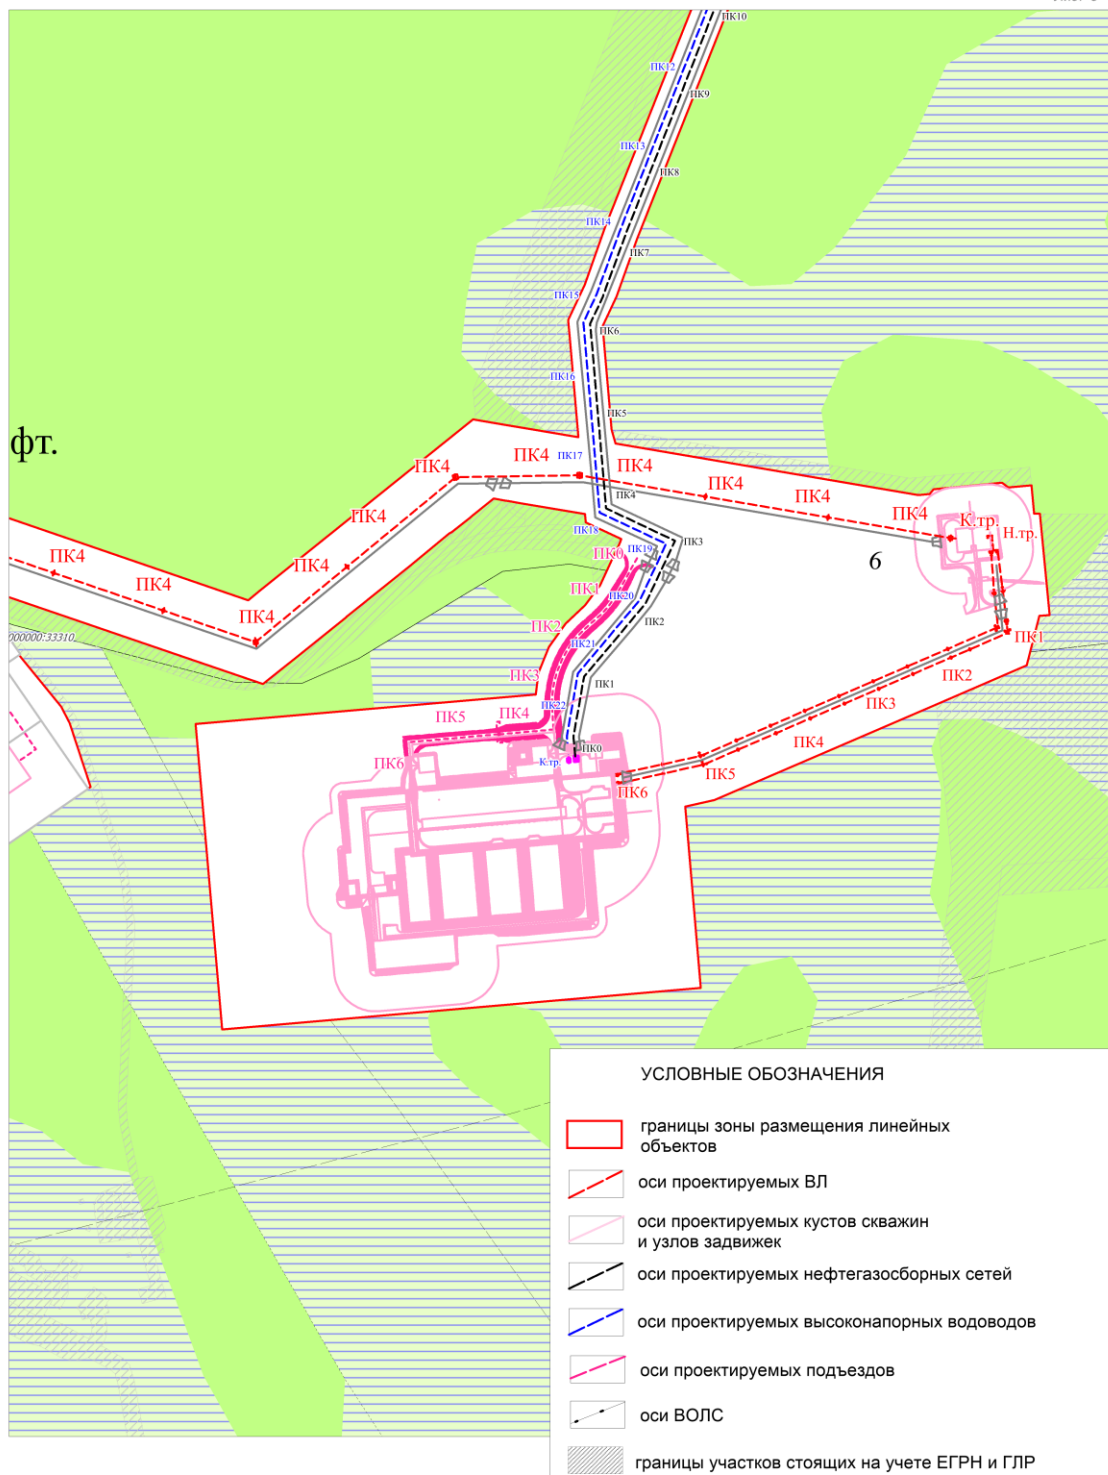 ПК10
ПК12
ПК9
ПК13
ПК8
ПК14
ПК7
ПК15
ПК6
ПК16
ПК5
фт.
ПК17
ПК4
ПК4
ПК4
ПК4
ПК4
ПК4
ПК4
ПК18
ПК4
К.тр.
Н.тр.
ПК3
ПК0
ПК19
6
ПК4
ПК4
ПК1
ПК20
ПК2
ПК4
ПК2
ПК21
ПК1
000000:33310
ПК3
ПК1
ПК2
ПК22
ПК3
ПК5
ПК4
ПК4
ПК0
К.тр
ПК6
ПК5
ПК6
УСЛОВНЫЕ ОБОЗНАЧЕНИЯ
границы зоны размещения линейных
объектов
оси проектируемых ВЛ
оси проектируемых кустов скважин
и узлов задвижек
оси проектируемых нефтегазосборных сетей
оси проектируемых высоконапорных водоводов
оси проектируемых подъездов
оси ВОЛС
границы участков стоящих на учете ЕГРН и ГЛР